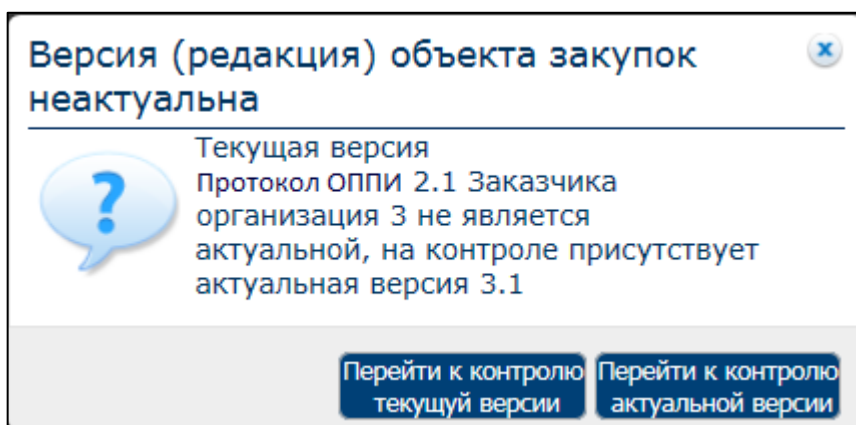 Версия (редакция) объекта закупок
неактуальна
Текущая версия
Протокол ОППИ 2.1 Заказчика
организация 3 не является
актуальной, на контроле присутствует
актуальная версия 3.1
Перейти к контролю
текущуй версии
Перейти к контролю
актуальной версии